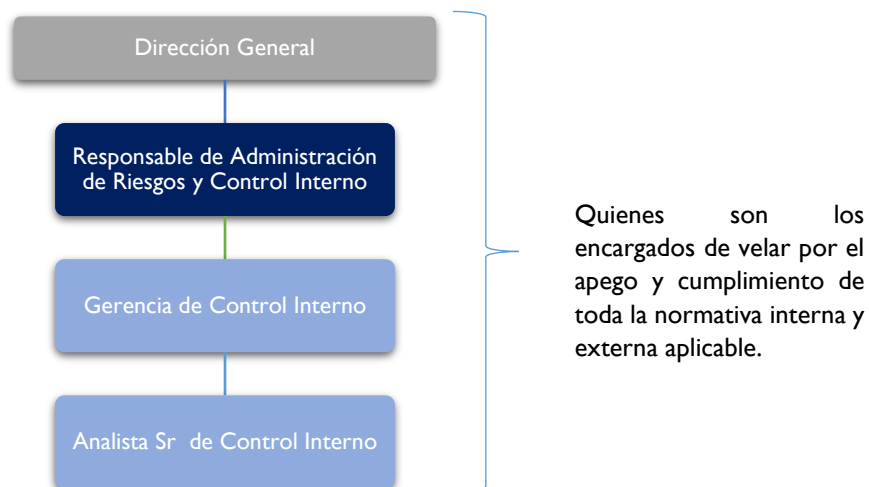 Dirección General
Responsable de Administración
de Riesgos y Control Interno
Gerencia de Control Interno
Analista Sr de Control Interno
Quienes son los
encargados de velar por el
apego y cumplimiento de
toda la normativa interna y
externa aplicable.